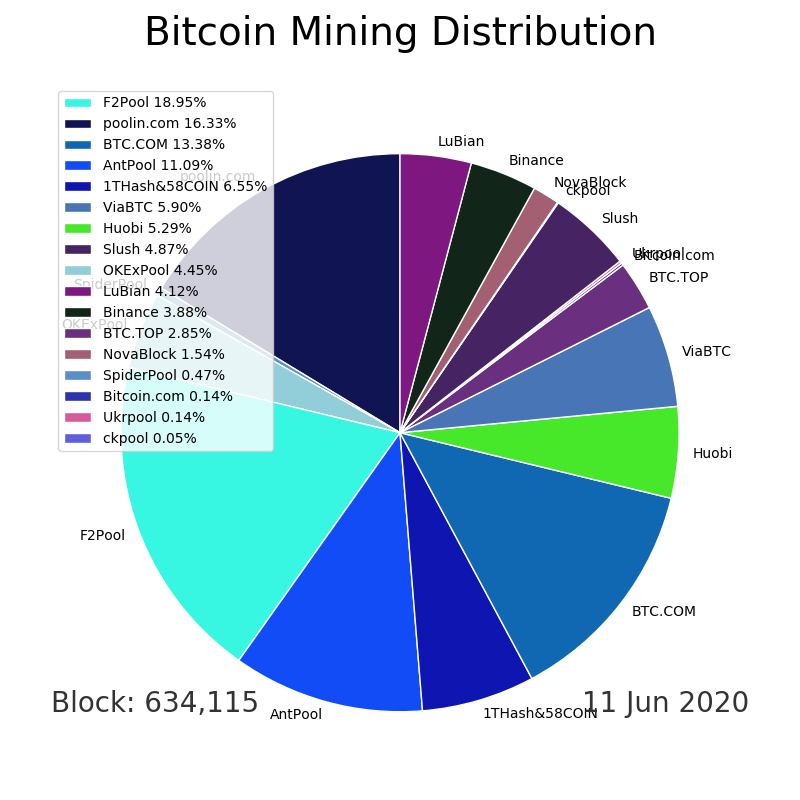 Bitcoin Mining Distribution
F2Pool 18.95%
poolin.com 16.33%
BTC.COM 13.38%
AntPool 11.09%
1THash&58COIN 6.55%
ViaBTC 5.90%
Huobi 5.29%
Slush 4.87%
OKExPool 4.45%
LuBian 4.12%
Binance 3.88%
BTC.TOP 2.85%
NovaBlock 1.54%
SpiderPool 0.47%
Bitcoin.com 0.14%
Ukrpool 0.14%
ckpool 0.05%
LuBian
Binance
NovaBlock
ckpool
Slush
Ukrpool
Bitcoin.com
BTC.TOP
ViaBTC
Huobi
BTC.COM
1THash&58COIN
AntPool
F2Pool
OKExPool
SpiderPool
poolin.com
Block: 634,115
11 Jun 2020